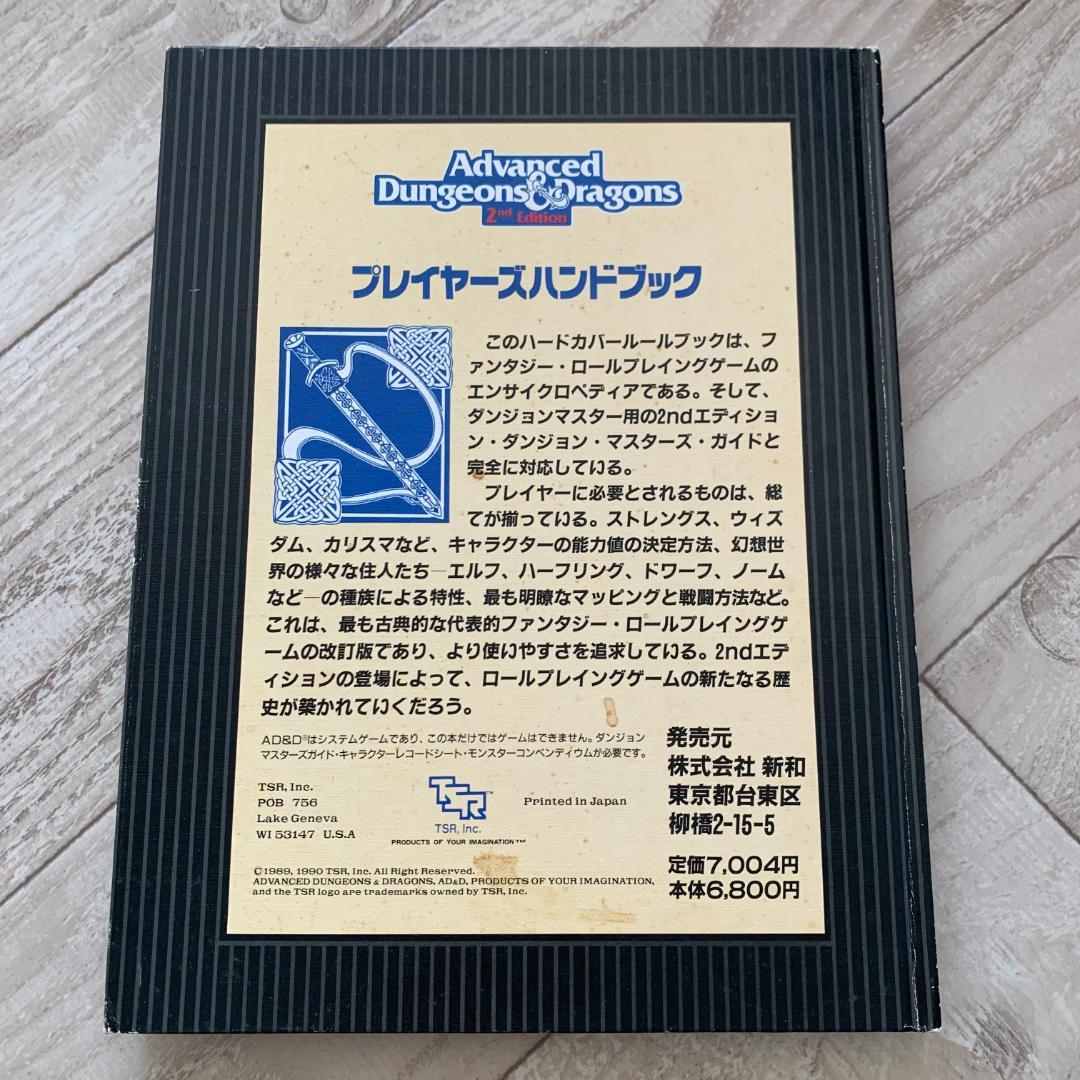 Advanced
Dungeons & Dragons
2nd Edition
プレイヤーズハンドブック
このハードカバールールブックは、フ
ァンタジー・ロールプレイングゲームの
エンサイクロペディアである。そして、
ダンジョンマスター用の2ndエディショ
ン・ダンジョン・マスターズ・ガイドと
完全に対応している。
プレイヤーに必要とされるものは、総
てが揃っている。ストレングス、ウィズ
ダム、カリスマなど、キャラクターの能力値の決定方法、幻想世
界の様々な住人たち─エルフ、ハーフリング、ドワーフ、ノーム
など─の種族による特性、最も明瞭なマッピングと戦闘方法など。
これは、最も古典的な代表的ファンタジー・ロールプレイングゲ
ームの改訂版であり、より使いやすさを追求している。2ndエデ
ィションの登場によって、ロールプレイングゲームの新たなる歴
史が築かれていくだろう。
AD&D®はシステムゲームであり、この本だけではゲームはできません。ダンジョン
マスターズガイド・キャラクターレコードシート・モンスターコンペンディウムが必要です。
TSR, Inc.
POB 756
Lake Geneva
WI 53147 U.S.A
TSR™
TSR, Inc.
PRODUCTS OF YOUR IMAGINATION™
Printed in Japan
発売元
株式会社 新和
東京都台東区
柳橋2-15-5
定価7,004円
本体6,800円
©1989, 1990 TSR, Inc. All Right Reserved.
ADVANCED DUNGEONS & DRAGONS, AD&D, PRODUCTS OF YOUR IMAGINATION,
and the TSR logo are trademarks owned by TSR, Inc.